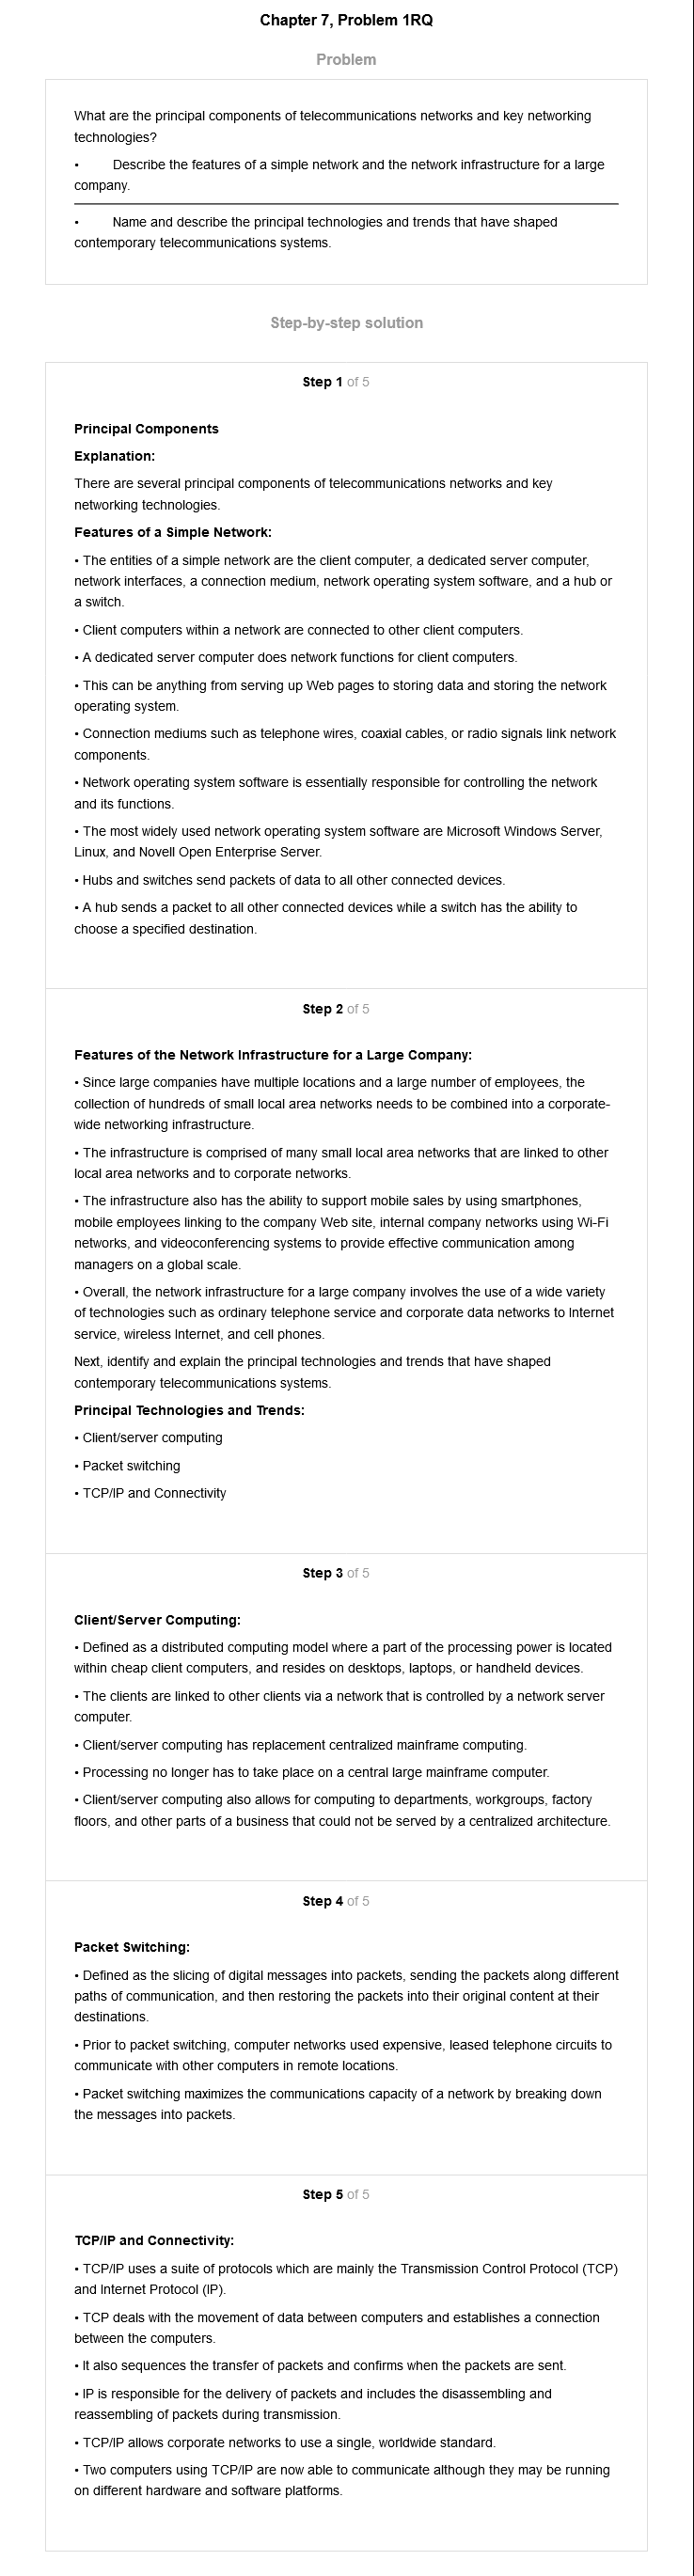 Chapter 7, Problem 1RQ
Problem
What are the principal components of telecommunications networks and key networking
technologies?
• Describe the features of a simple network and the network infrastructure for a large
company.
• Name and describe the principal technologies and trends that have shaped
contemporary telecommunications systems.
Step-by-step solution
Step 1 of 5
Principal Components
Explanation:
There are several principal components of telecommunications networks and key
networking technologies.
Features of a Simple Network:
• The entities of a simple network are the client computer, a dedicated server computer,
network interfaces, a connection medium, network operating system software, and a hub or
a switch.
• Client computers within a network are connected to other client computers.
• A dedicated server computer does network functions for client computers.
• This can be anything from serving up Web pages to storing data and storing the network
operating system.
• Connection mediums such as telephone wires, coaxial cables, or radio signals link network
components.
• Network operating system software is essentially responsible for controlling the network
and its functions.
• The most widely used network operating system software are Microsoft Windows Server,
Linux, and Novell Open Enterprise Server.
• Hubs and switches send packets of data to all other connected devices.
• A hub sends a packet to all other connected devices while a switch has the ability to
choose a specified destination.
Step 2 of 5
Features of the Network Infrastructure for a Large Company:
• Since large companies have multiple locations and a large number of employees, the
collection of hundreds of small local area networks needs to be combined into a corporate-
wide networking infrastructure.
• The infrastructure is comprised of many small local area networks that are linked to other
local area networks and to corporate networks.
• The infrastructure also has the ability to support mobile sales by using smartphones,
mobile employees linking to the company Web site, internal company networks using Wi-Fi
networks, and videoconferencing systems to provide effective communication among
managers on a global scale.
• Overall, the network infrastructure for a large company involves the use of a wide variety
of technologies such as ordinary telephone service and corporate data networks to Internet
service, wireless Internet, and cell phones.
Next, identify and explain the principal technologies and trends that have shaped
contemporary telecommunications systems.
Principal Technologies and Trends:
• Client/server computing
• Packet switching
• TCP/IP and Connectivity
Step 3 of 5
Client/Server Computing:
• Defined as a distributed computing model where a part of the processing power is located
within cheap client computers, and resides on desktops, laptops, or handheld devices.
• The clients are linked to other clients via a network that is controlled by a network server
computer.
• Client/server computing has replacement centralized mainframe computing.
• Processing no longer has to take place on a central large mainframe computer.
• Client/server computing also allows for computing to departments, workgroups, factory
floors, and other parts of a business that could not be served by a centralized architecture.
Step 4 of 5
Packet Switching:
• Defined as the slicing of digital messages into packets, sending the packets along different
paths of communication, and then restoring the packets into their original content at their
destinations.
• Prior to packet switching, computer networks used expensive, leased telephone circuits to
communicate with other computers in remote locations.
• Packet switching maximizes the communications capacity of a network by breaking down
the messages into packets.
Step 5 of 5
TCP/IP and Connectivity:
• TCP/IP uses a suite of protocols which are mainly the Transmission Control Protocol (TCP)
and Internet Protocol (IP).
• TCP deals with the movement of data between computers and establishes a connection
between the computers.
• It also sequences the transfer of packets and confirms when the packets are sent.
• IP is responsible for the delivery of packets and includes the disassembling and
reassembling of packets during transmission.
• TCP/IP allows corporate networks to use a single, worldwide standard.
• Two computers using TCP/IP are now able to communicate although they may be running
on different hardware and software platforms.